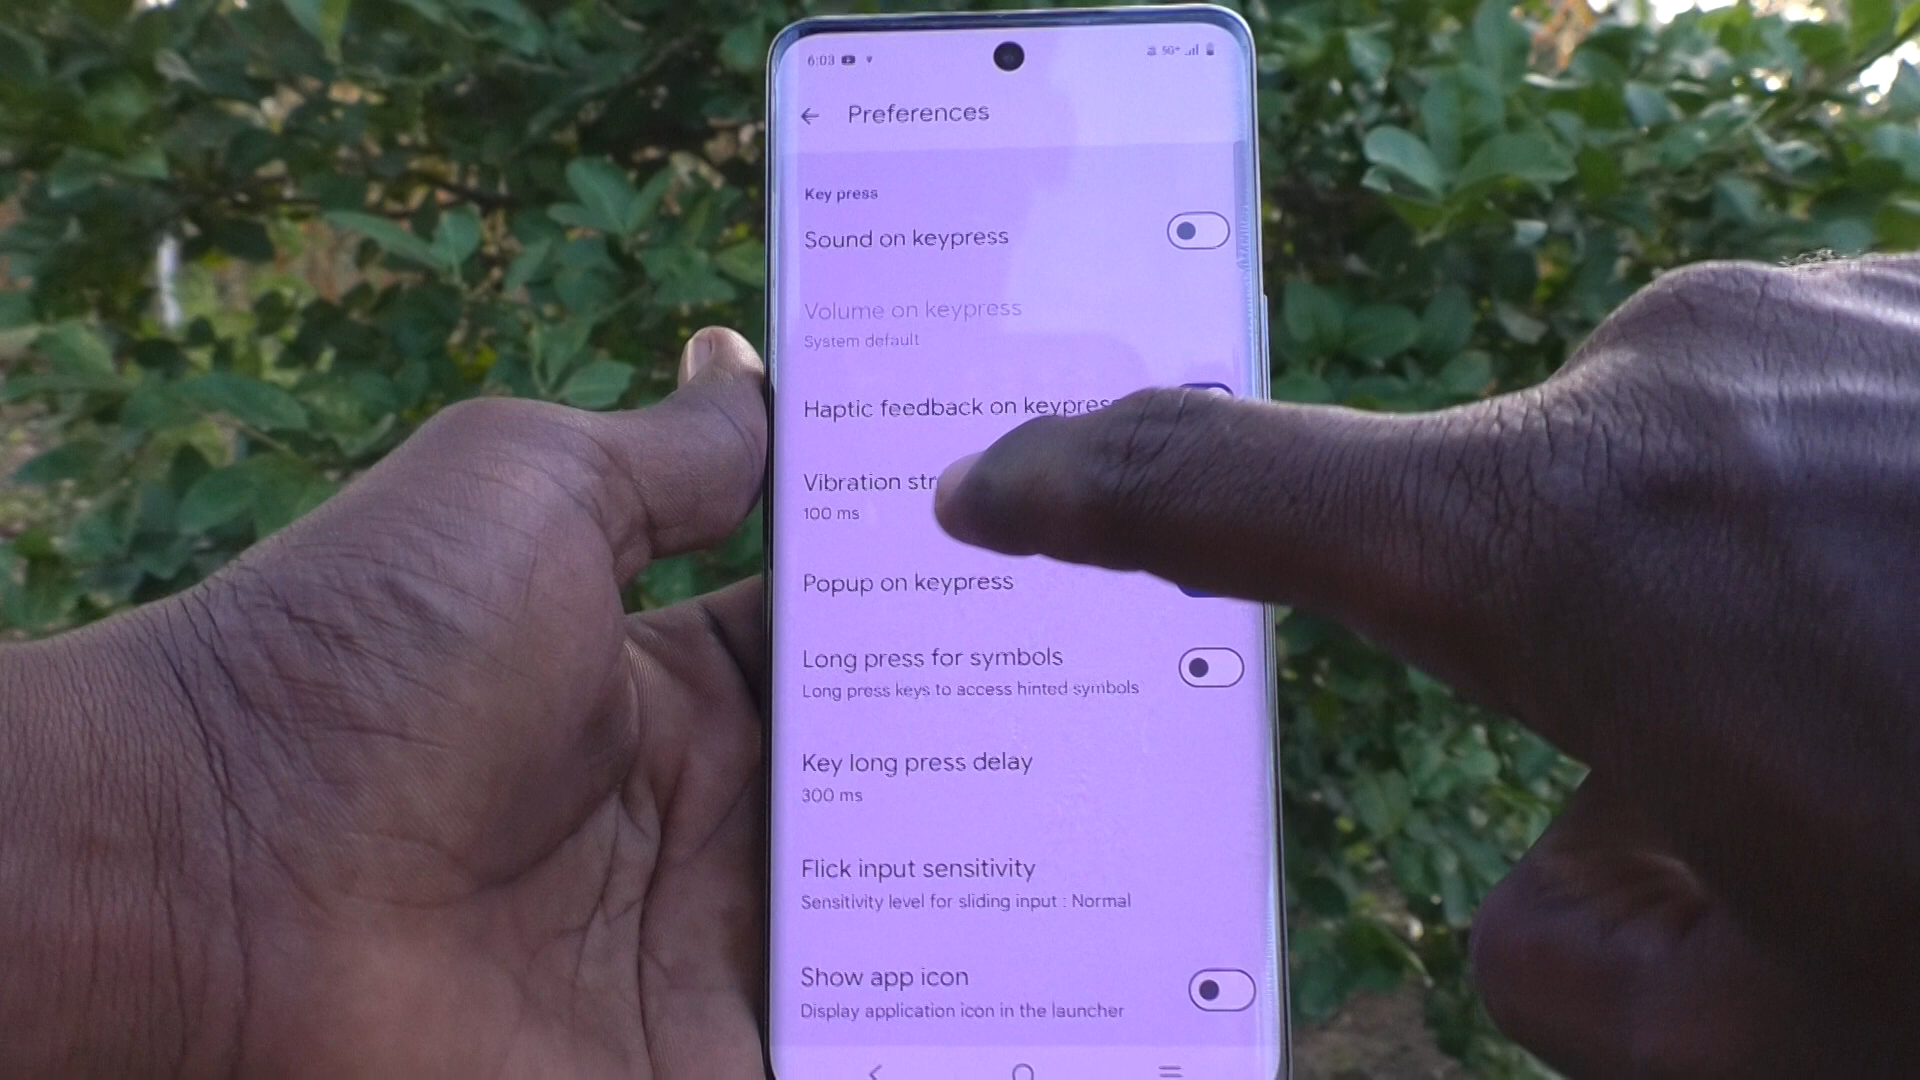 6:03 5G+
Preferences
Key press
Sound on keypress
Volume on keypress
System default
Haptic feedback on keypress
Vibration str
100 ms
Popup on keypress
Long press for symbols
Long press keys to access hinted symbols
Key long press delay
300 ms
Flick input sensitivity
Sensitivity level for sliding input : Normal
Show app icon
Display application icon in the launcher